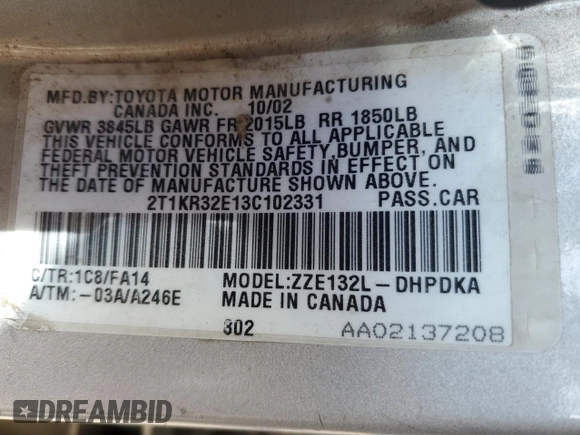 MFD.BY:TOYOTA MOTOR MANUFACTURING
CANADA INC. 10/02
GVWR 3845LB GAWR FR 2015LB RR 1850LB
THIS VEHICLE CONFORMS TO ALL APPLICABLE
FEDERAL MOTOR VEHICLE SAFETY,BUMPER, AND
THEFT PREVENTION STANDARDS IN EFFECT ON
THE DATE OF MANUFACTURE SHOWN ABOVE.
2T1KR32E13C102331 PASS.CAR
C/TR:1C8/FA14 MODEL:ZZE132L-DHPDKA
A/TM:-03A/A246E MADE IN CANADA
302 AA02137208
DREAMBID